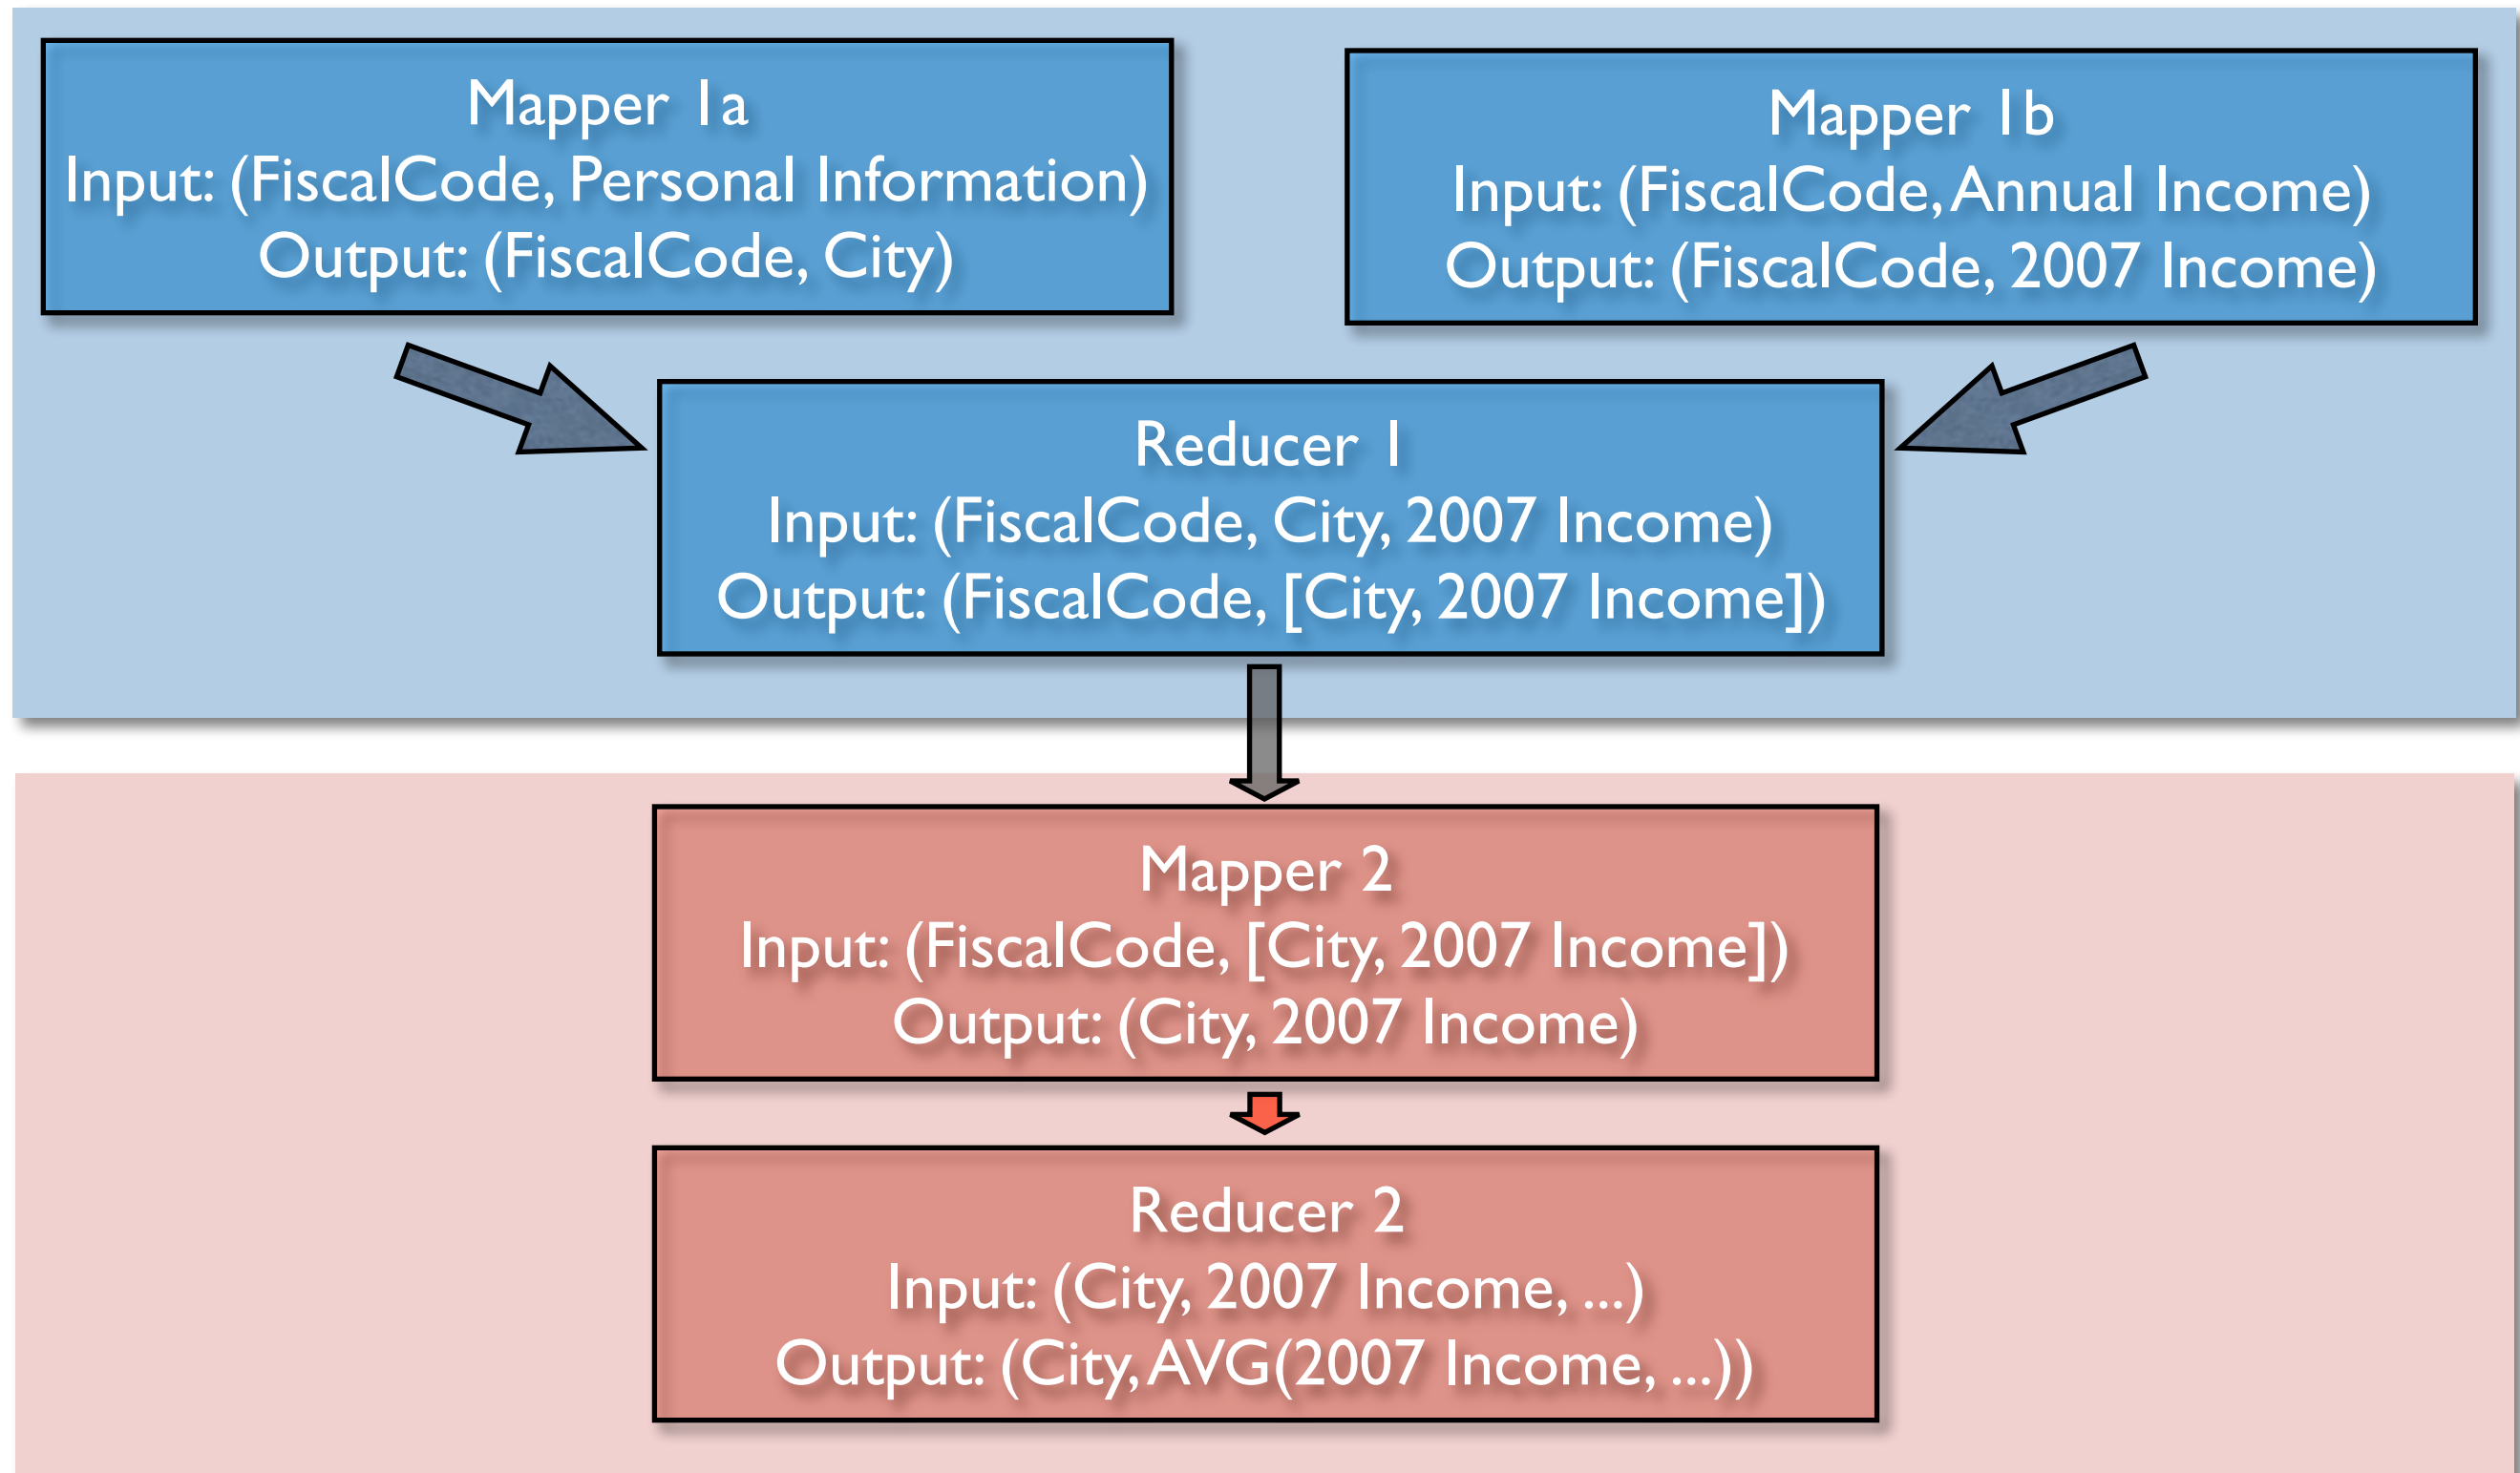 Mapper 1a
Input: (FiscalCode, Personal Information)
Output: (FiscalCode, City)
Mapper 1b
Input: (FiscalCode, Annual Income)
Output: (FiscalCode, 2007 Income)
Reducer 1
Input: (FiscalCode, City, 2007 Income)
Output: (FiscalCode, [City, 2007 Income])
Mapper 2
Input: (FiscalCode, [City, 2007 Income])
Output: (City, 2007 Income)
Reducer 2
Input: (City, 2007 Income, ...)
Output: (City, AVG(2007 Income, ...))